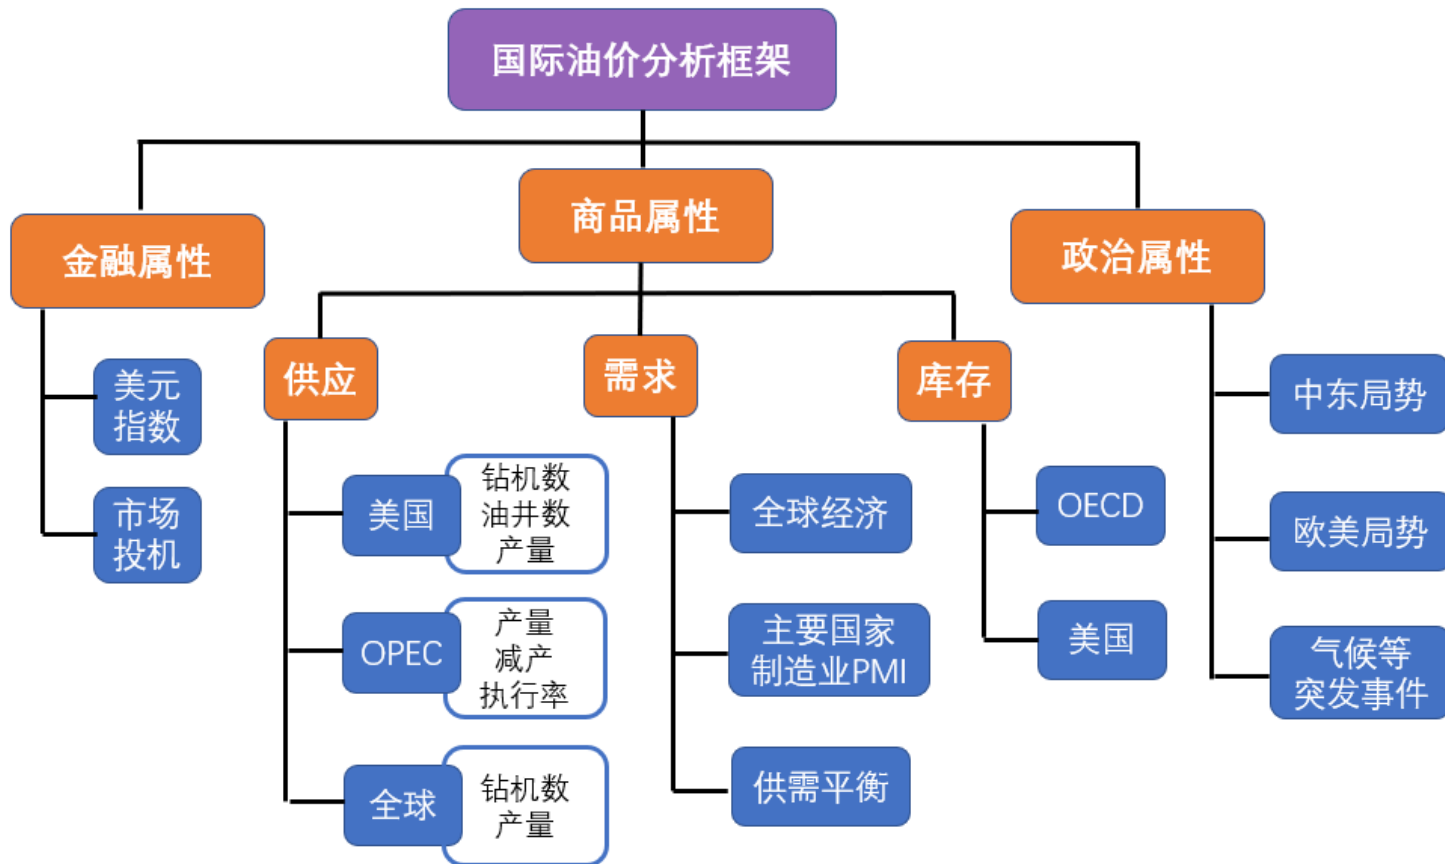 国际油价分析框架
金融属性
商品属性
政治属性
美元
指数
市场
投机
供应
需求
库存
美国
钻机数
油井数
产量
OPEC
产量
减产
执行率
全球
钻机数
产量
全球经济
主要国家
制造业PMI
供需平衡
OECD
美国
中东局势
欧美局势
气候等
突发事件